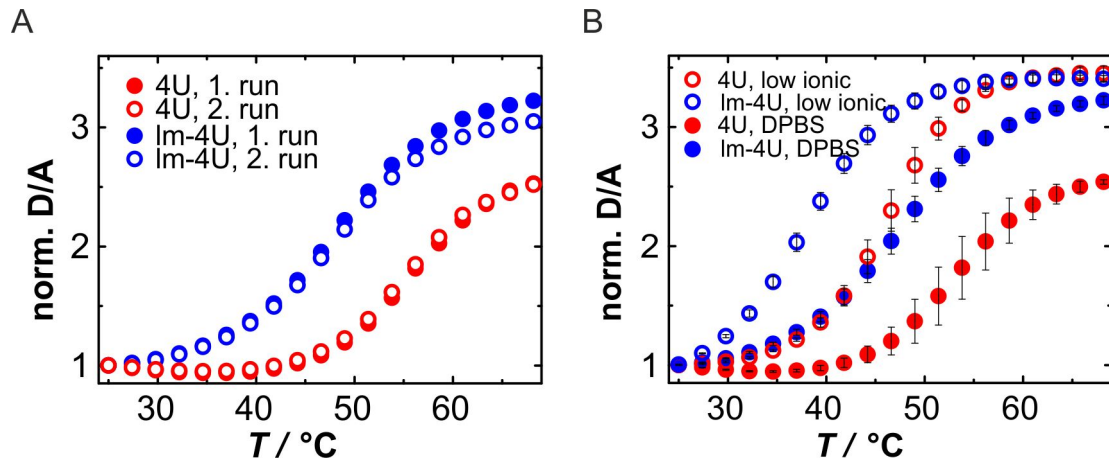 A
B
norm. D/A
3
2
1
4U, 1. run
4U, 2. run
lm-4U, 1. run
lm-4U, 2. run
30
40
50
60
T / °C
norm. D/A
3
2
1
4U, low ionic
lm-4U, low ionic
4U, DPBS
lm-4U, DPBS
30
40
50
60
T / °C